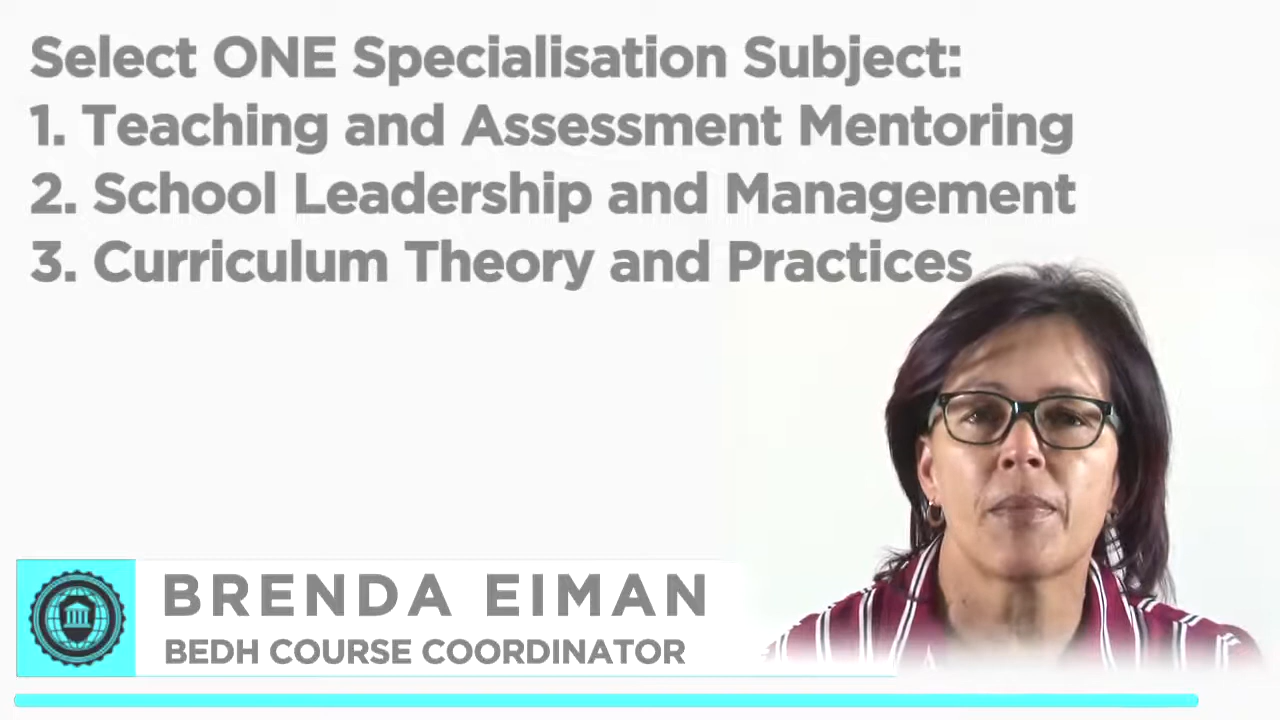 Select ONE Specialisation Subject:
1. Teaching and Assessment Mentoring
2. School Leadership and Management
3. Curriculum Theory and Practices
BRENDA EIMAN
BEDH COURSE COORDINATOR